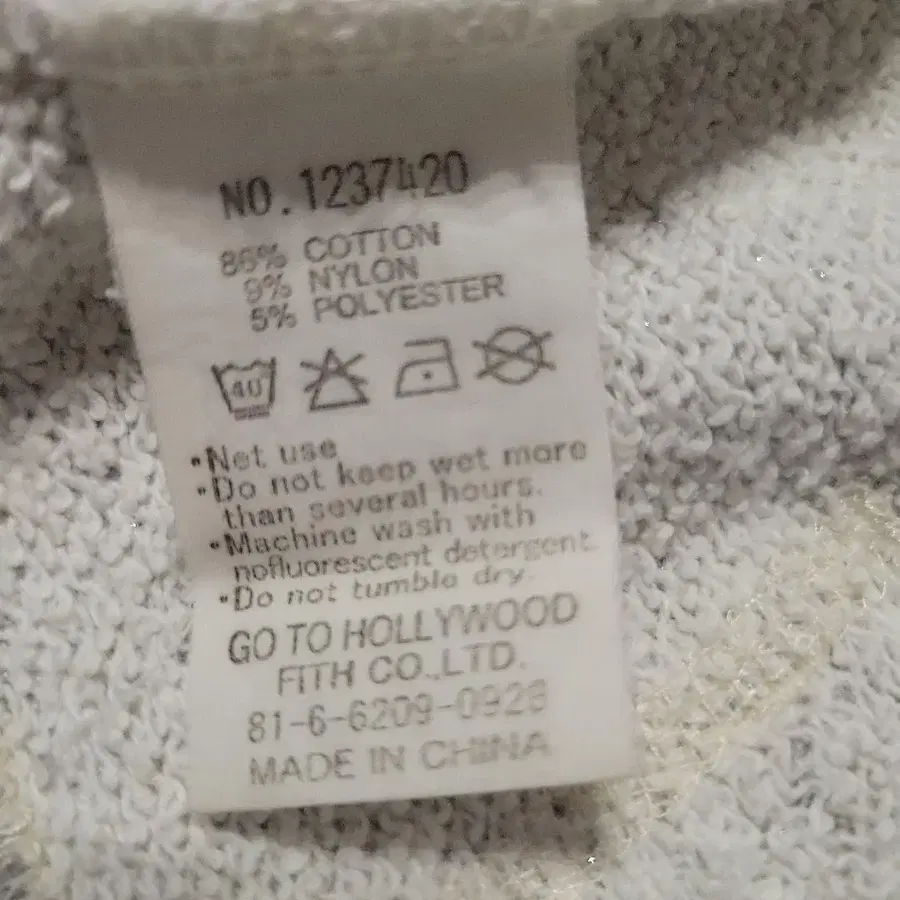 NO.1237420
86% COTTON
9% NYLON
5% POLYESTER
40
•Net use
•Do not keep wet more
than several hours.
•Machine wash with
nofluorescent detergent.
•Do not tumble dry.
GO TO HOLLYWOOD
FITH CO.,LTD.
81-6-6209-0926
MADE IN CHINA